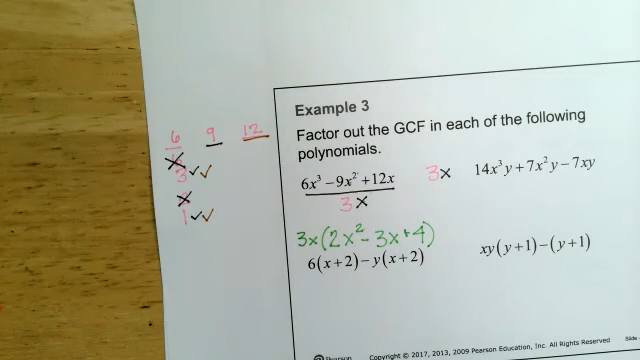 Example 3
Factor out the GCF in each of the following
polynomials.
6 9 12
3 ✓✓
1 ✓✓
6x³ − 9x² + 12x
3x
3x
14x³y + 7x²y − 7xy
3x(2x² − 3x + 4)
6(x + 2) − y(x + 2)
xy(y + 1) − (y + 1)
Pearson
Copyright © 2017, 2013, 2009 Pearson Education, Inc. All Rights Reserved
Slide